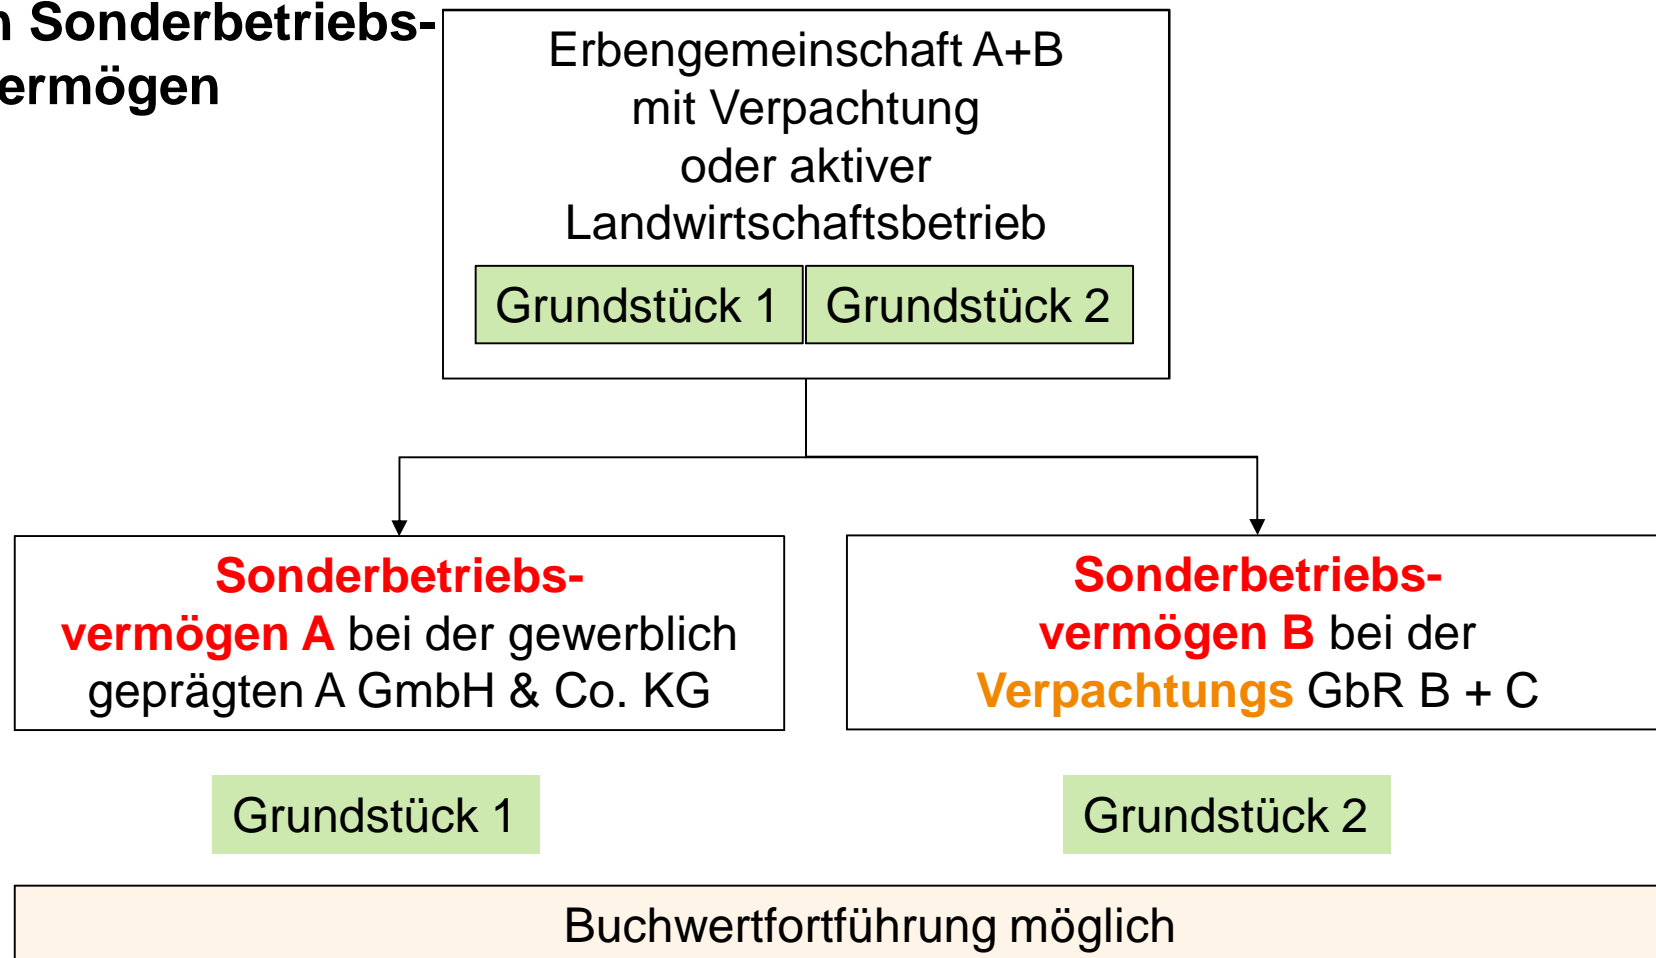 n Sonderbetriebs-
ermögen
Erbengemeinschaft A+B
mit Verpachtung
oder aktiver
Landwirtschaftsbetrieb
Grundstück 1
Grundstück 2
Sonderbetriebs-
vermögen A bei der gewerblich
geprägten A GmbH & Co. KG
Sonderbetriebs-
vermögen B bei der
Verpachtungs GbR B + C
Grundstück 1
Grundstück 2
Buchwertfortführung möglich